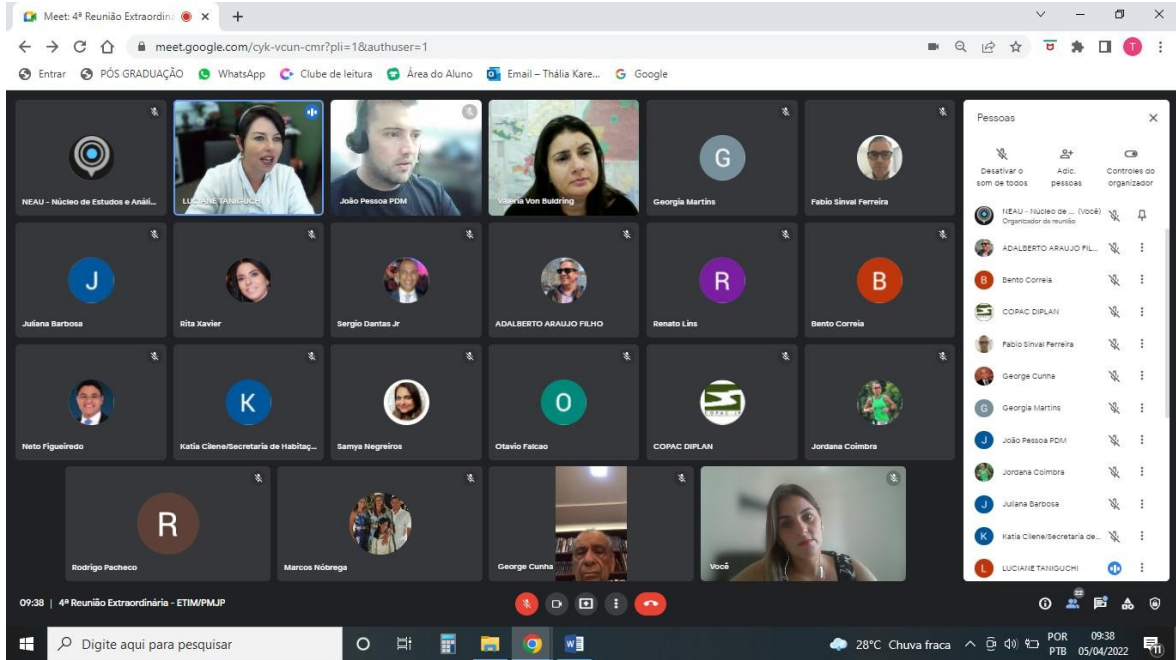 Meet: 4ª Reunião Extraordin
meet.google.com/cyk-vcun-cmr?pli=1&authuser=1
T
Entrar PÓS GRADUAÇÃO WhatsApp Clube de leitura Área do Aluno Email – Thália Kare... Google
NEAU - Núcleo de Estudos e Análi...
LUCIANE TANIGUCHI
João Pessoa PDM
Valeria Von Buldring
G
Georgia Martins
Fabio Sinval Ferreira
J
Juliana Barbosa
Rita Xavier
Sergio Dantas Jr
ADALBERTO ARAUJO FILHO
R
Renato Lins
B
Bento Correia
Neto Figueiredo
K
Katia Cilene/Secretaria de Habitaç...
Samya Negreiros
O
Otavio Falcao
COPAC JP
COPAC DIPLAN
Jordana Coimbra
R
Rodrigo Pacheco
Marcos Nóbrega
George Cunha
Você
Pessoas
Desativar o som de todos
Adic. pessoas
Controles do organizador
NEAU - Núcleo de ... (Você)
Organizador da reunião
ADALBERTO ARAUJO FIL...
B Bento Correia
COPAC DIPLAN
Fabio Sinval Ferreira
George Cunha
G Georgia Martins
J João Pessoa PDM
Jordana Coimbra
J Juliana Barbosa
K Katia Cilene/Secretaria de...
L LUCIANE TANIGUCHI
09:38 | 4ª Reunião Extraordinária - ETIM/PMJP
22
Digite aqui para pesquisar
28°C Chuva fraca
POR
PTB
09:38
05/04/2022
11